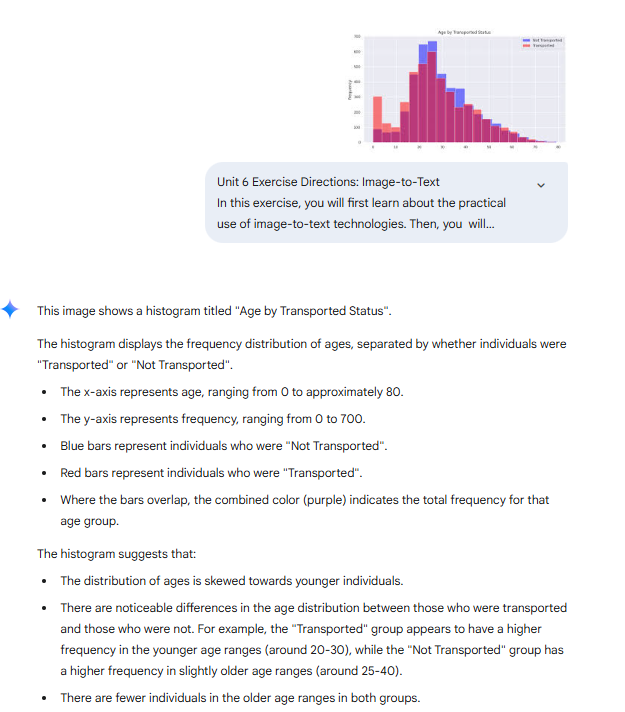 Age by Transported Status
Not Transported
Transported
Frequency
700
600
500
400
300
200
100
0
0 10 20 30 40 50 60 70 80
Unit 6 Exercise Directions: Image-to-Text
In this exercise, you will first learn about the practical
use of image-to-text technologies. Then, you will...
This image shows a histogram titled "Age by Transported Status".
The histogram displays the frequency distribution of ages, separated by whether individuals were
"Transported" or "Not Transported".
• The x-axis represents age, ranging from 0 to approximately 80.
• The y-axis represents frequency, ranging from 0 to 700.
• Blue bars represent individuals who were "Not Transported".
• Red bars represent individuals who were "Transported".
• Where the bars overlap, the combined color (purple) indicates the total frequency for that
age group.
The histogram suggests that:
• The distribution of ages is skewed towards younger individuals.
• There are noticeable differences in the age distribution between those who were transported
and those who were not. For example, the "Transported" group appears to have a higher
frequency in the younger age ranges (around 20-30), while the "Not Transported" group has
a higher frequency in slightly older age ranges (around 25-40).
• There are fewer individuals in the older age ranges in both groups.